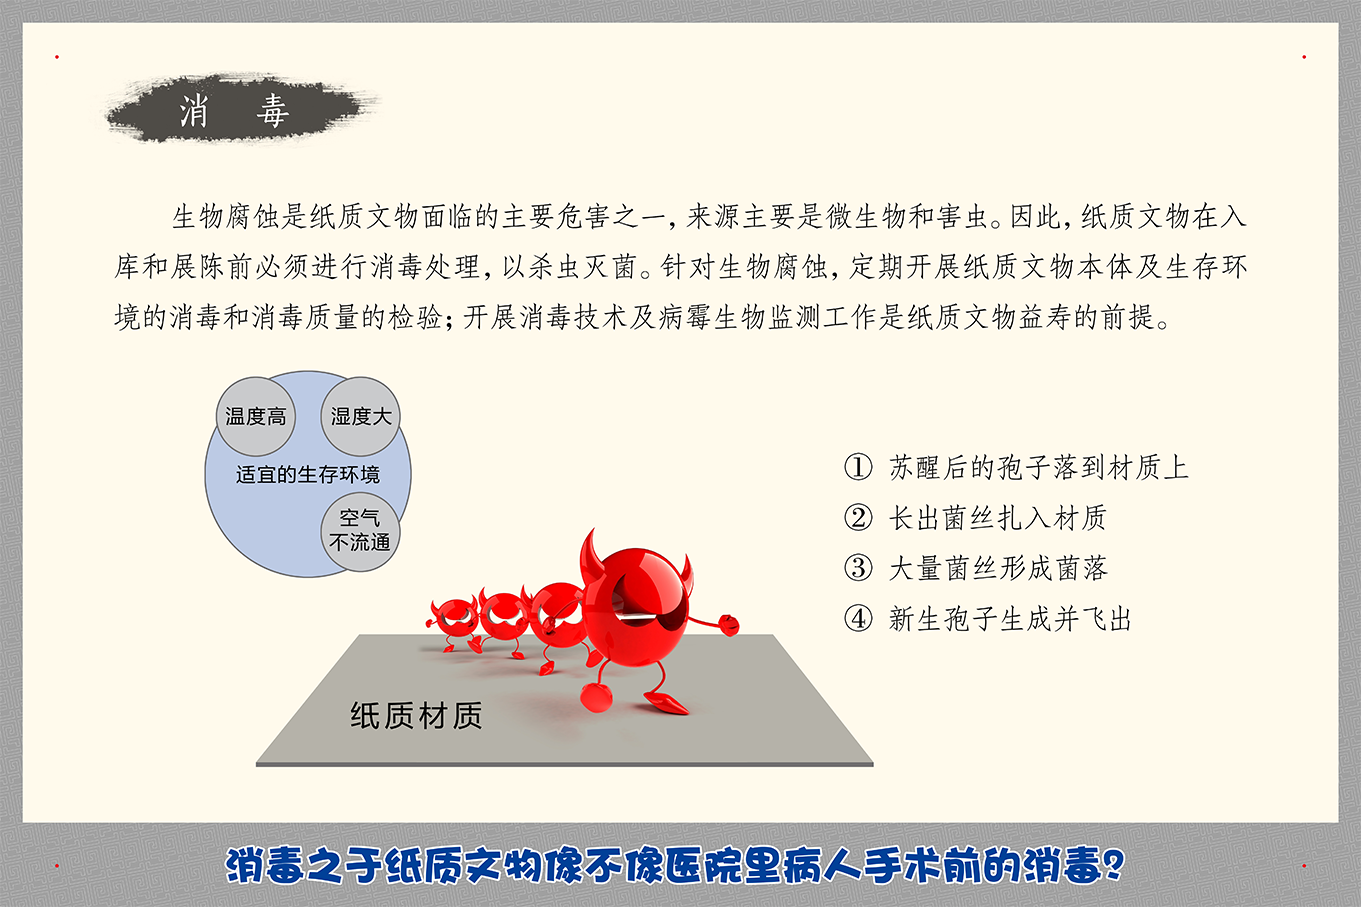 消 毒
生物腐蚀是纸质文物面临的主要危害之一，来源主要是微生物和害虫。因此，纸质文物在入
库和展陈前必须进行消毒处理，以杀虫灭菌。针对生物腐蚀，定期开展纸质文物本体及生存环
境的消毒和消毒质量的检验；开展消毒技术及病霉生物监测工作是纸质文物益寿的前提。
温度高
湿度大
适宜的生存环境
空气
不流通
① 苏醒后的孢子落到材质上
② 长出菌丝扎入材质
③ 大量菌丝形成菌落
④ 新生孢子生成并飞出
纸质材质
消毒之于纸质文物像不像医院里病人手术前的消毒？